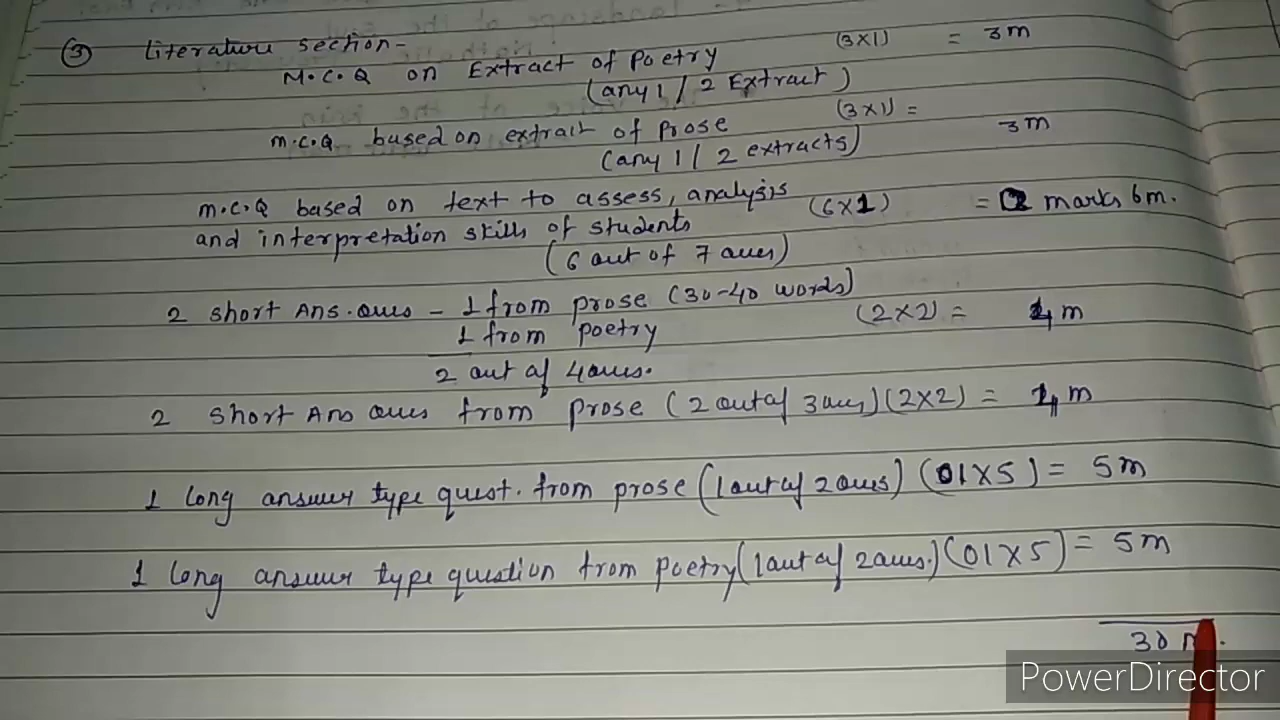 ③ Literature section-
M.C.Q on Extract of Poetry (3x1) = 3m
(any 1 / 2 Extract)
M.C.Q based on extract of Prose (3x1) = 3m
(any 1 / 2 extracts)
M.C.Q based on text to assess, analysis
and interpretation skills of students (6x1) = marks 6m.
(6 out of 7 ques)
2 short Ans. ques - 1 from prose (30-40 words)
1 from poetry (2x2) = 4m
2 out of 4 ques.
2 short Ans ques from prose (2 out of 3 ques) (2x2) = 4m
1 long answer type quest. from prose (1 out of 2 ques) (01x5) = 5m
1 long answer type question from poetry (1 out of 2 ques.) (01x5) = 5m
30 m.
PowerDirector